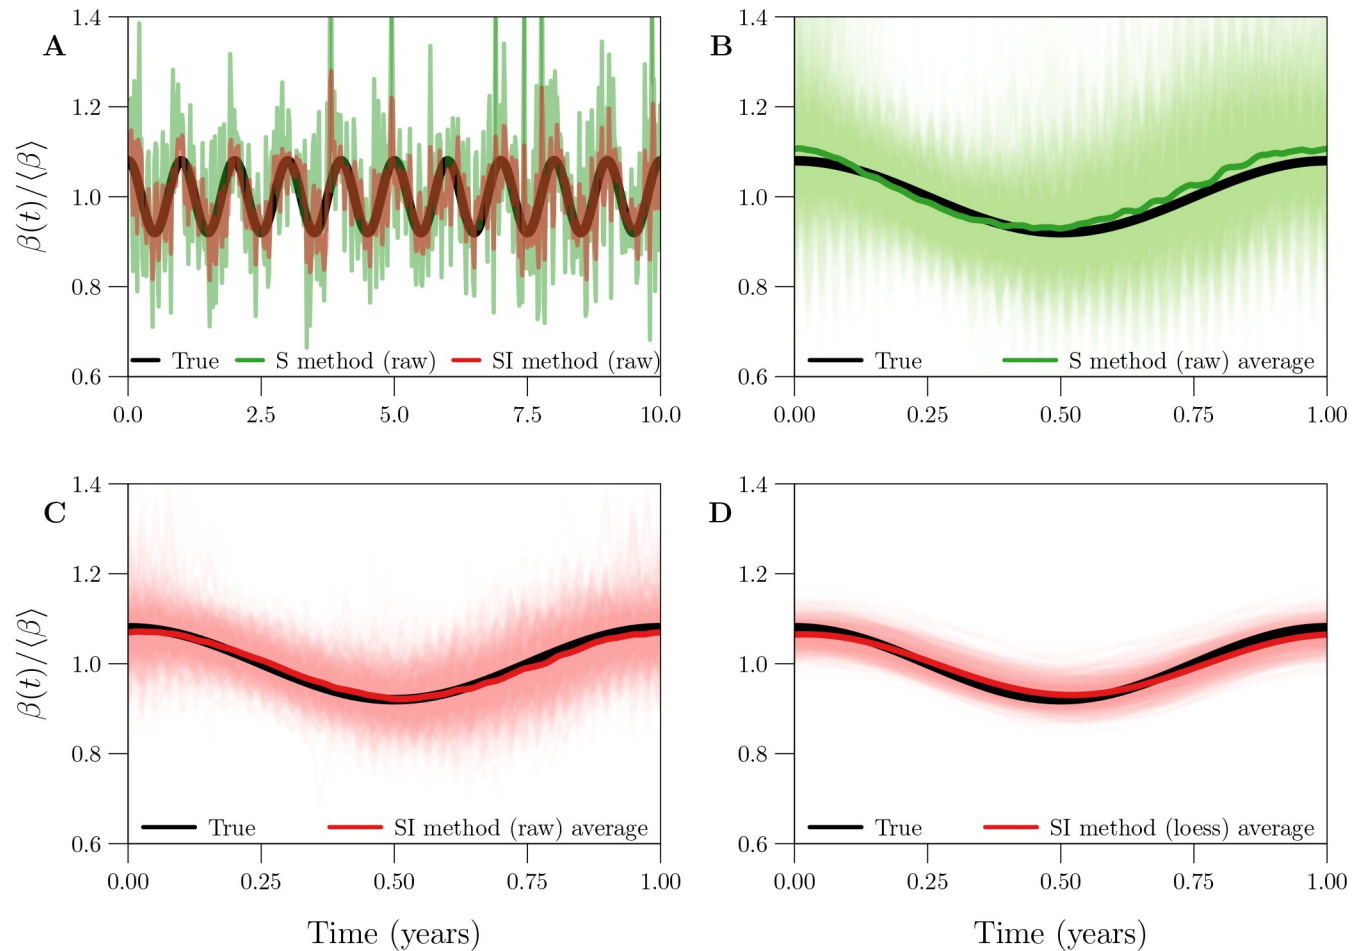 A
β(t)/⟨β⟩
1.4
1.2
1.0
0.8
0.6
True S method (raw) SI method (raw)
0.0 2.5 5.0 7.5 10.0
B
1.4
1.2
1.0
0.8
0.6
True S method (raw) average
0.00 0.25 0.50 0.75 1.00
C
β(t)/⟨β⟩
1.4
1.2
1.0
0.8
0.6
True SI method (raw) average
0.00 0.25 0.50 0.75 1.00
Time (years)
D
1.4
1.2
1.0
0.8
0.6
True SI method (loess) average
0.00 0.25 0.50 0.75 1.00
Time (years)